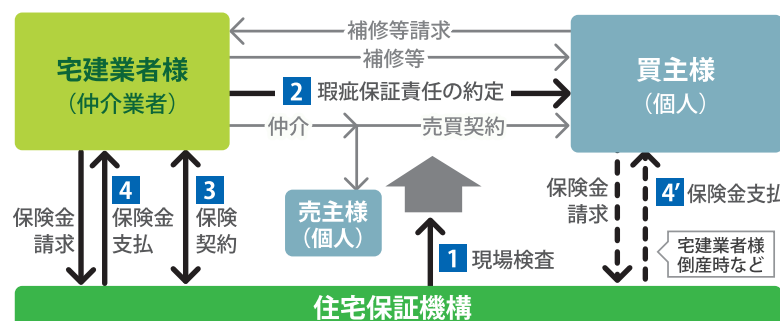 補修等請求
補修等
宅建業者様
（仲介業者）
買主様
（個人）
2 瑕疵保証責任の約定
仲介
売買契約
4
保険金
支払
3
保険
契約
保険金
請求
売主様
（個人）
1 現場検査
保険金
請求
4′ 保険金支払
宅建業者様
倒産時など
住宅保証機構